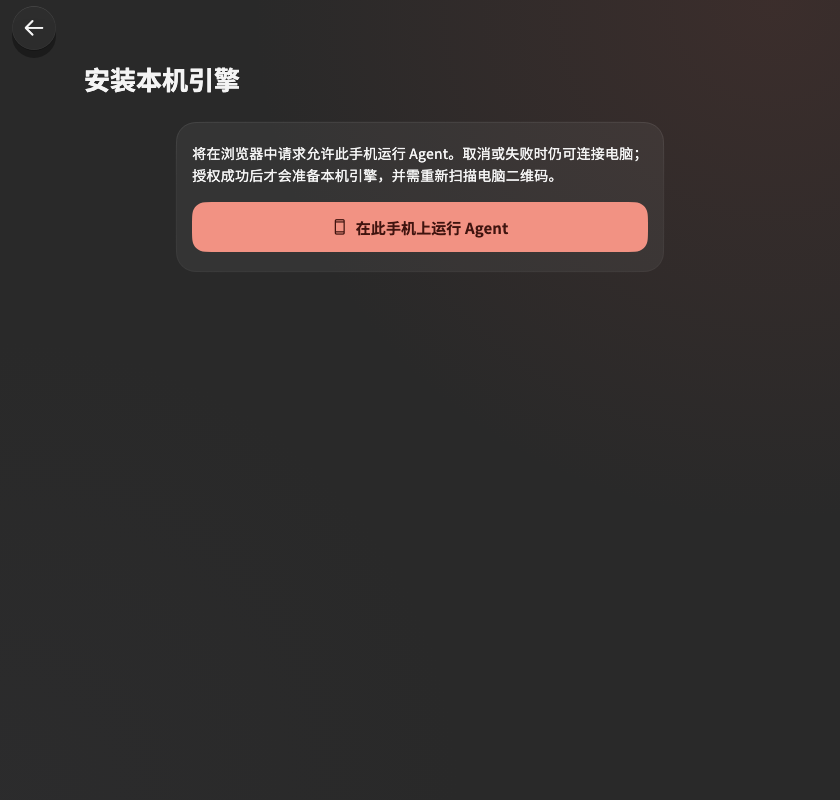 安装本机引擎
将在浏览器中请求允许此手机运行 Agent。取消或失败时仍可连接电脑；
授权成功后才会准备本机引擎，并需重新扫描电脑二维码。
在此手机上运行 Agent